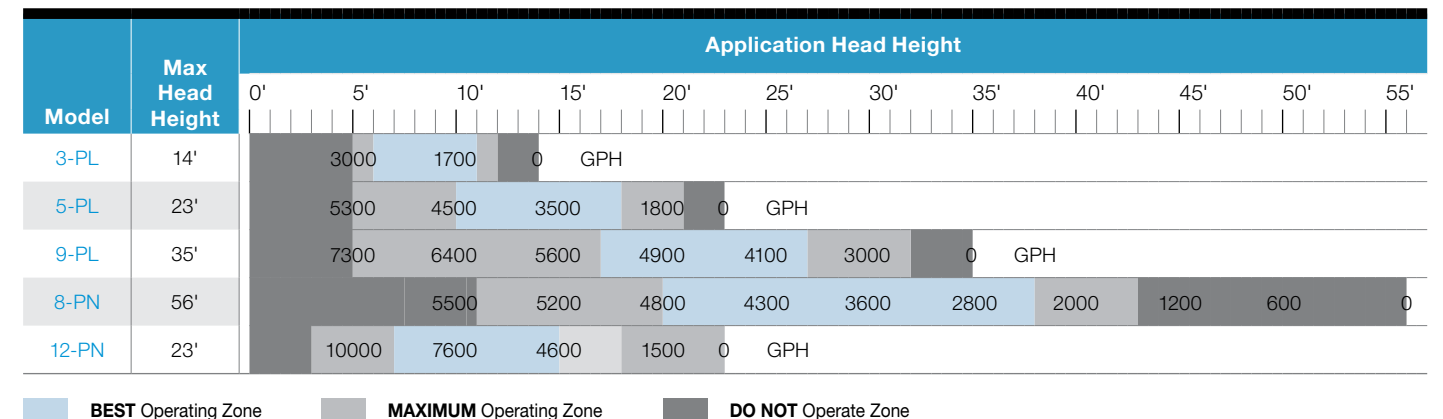 Application Head Height
Max
Head
Height
Model
0' 5' 10' 15' 20' 25' 30' 35' 40' 45' 50' 55'
3-PL 14' 3000 1700 0 GPH
5-PL 23' 5300 4500 3500 1800 0 GPH
9-PL 35' 7300 6400 5600 4900 4100 3000 0 GPH
8-PN 56' 5500 5200 4800 4300 3600 2800 2000 1200 600 0
12-PN 23' 10000 7600 4600 1500 0 GPH
BEST Operating Zone MAXIMUM Operating Zone DO NOT Operate Zone